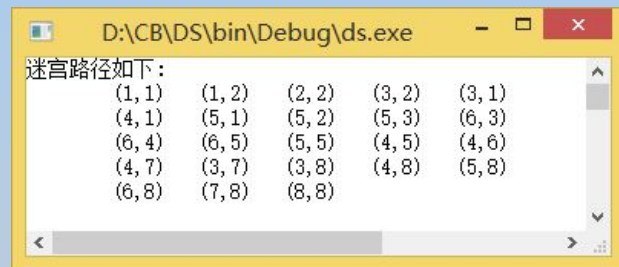 D:\CB\DS\bin\Debug\ds.exe
迷宫路径如下:
(1,1) (1,2) (2,2) (3,2) (3,1)
(4,1) (5,1) (5,2) (5,3) (6,3)
(6,4) (6,5) (5,5) (4,5) (4,6)
(4,7) (3,7) (3,8) (4,8) (5,8)
(6,8) (7,8) (8,8)